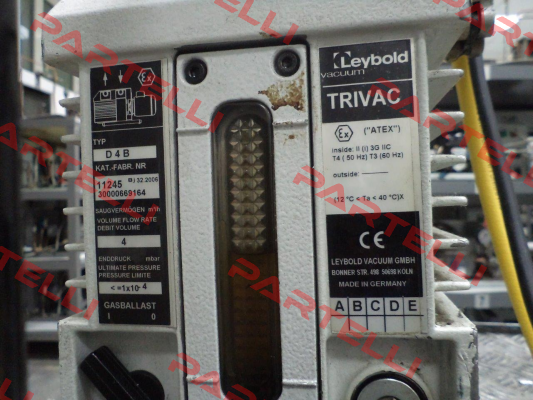 Ex
TYP
D 4 B
KAT.-FABR. NR
11245 32.2006
30000669164
SAUGVERMÖGEN m³/h
VOLUME FLOW RATE
DEBIT VOLUME
4
ENDDRUCK mbar
ULTIMATE PRESSURE
PRESSURE LIMITE
<=1x10-4
GASBALLAST
I 0
Leybold
vacuum
TRIVAC
Ex ("ATEX")
inside: II (i) 3G IIC
T4 ( 50 Hz) T3 (60 Hz)
outside:
(12 °C < Ta < 40 °C)X
CE
LEYBOLD VACUUM GMBH
BONNER STR. 498 50968 KÖLN
MADE IN GERMANY
A B C D E
PARTELLI
PARTELLI
PARTELLI
PARTELLI
PARTELLI